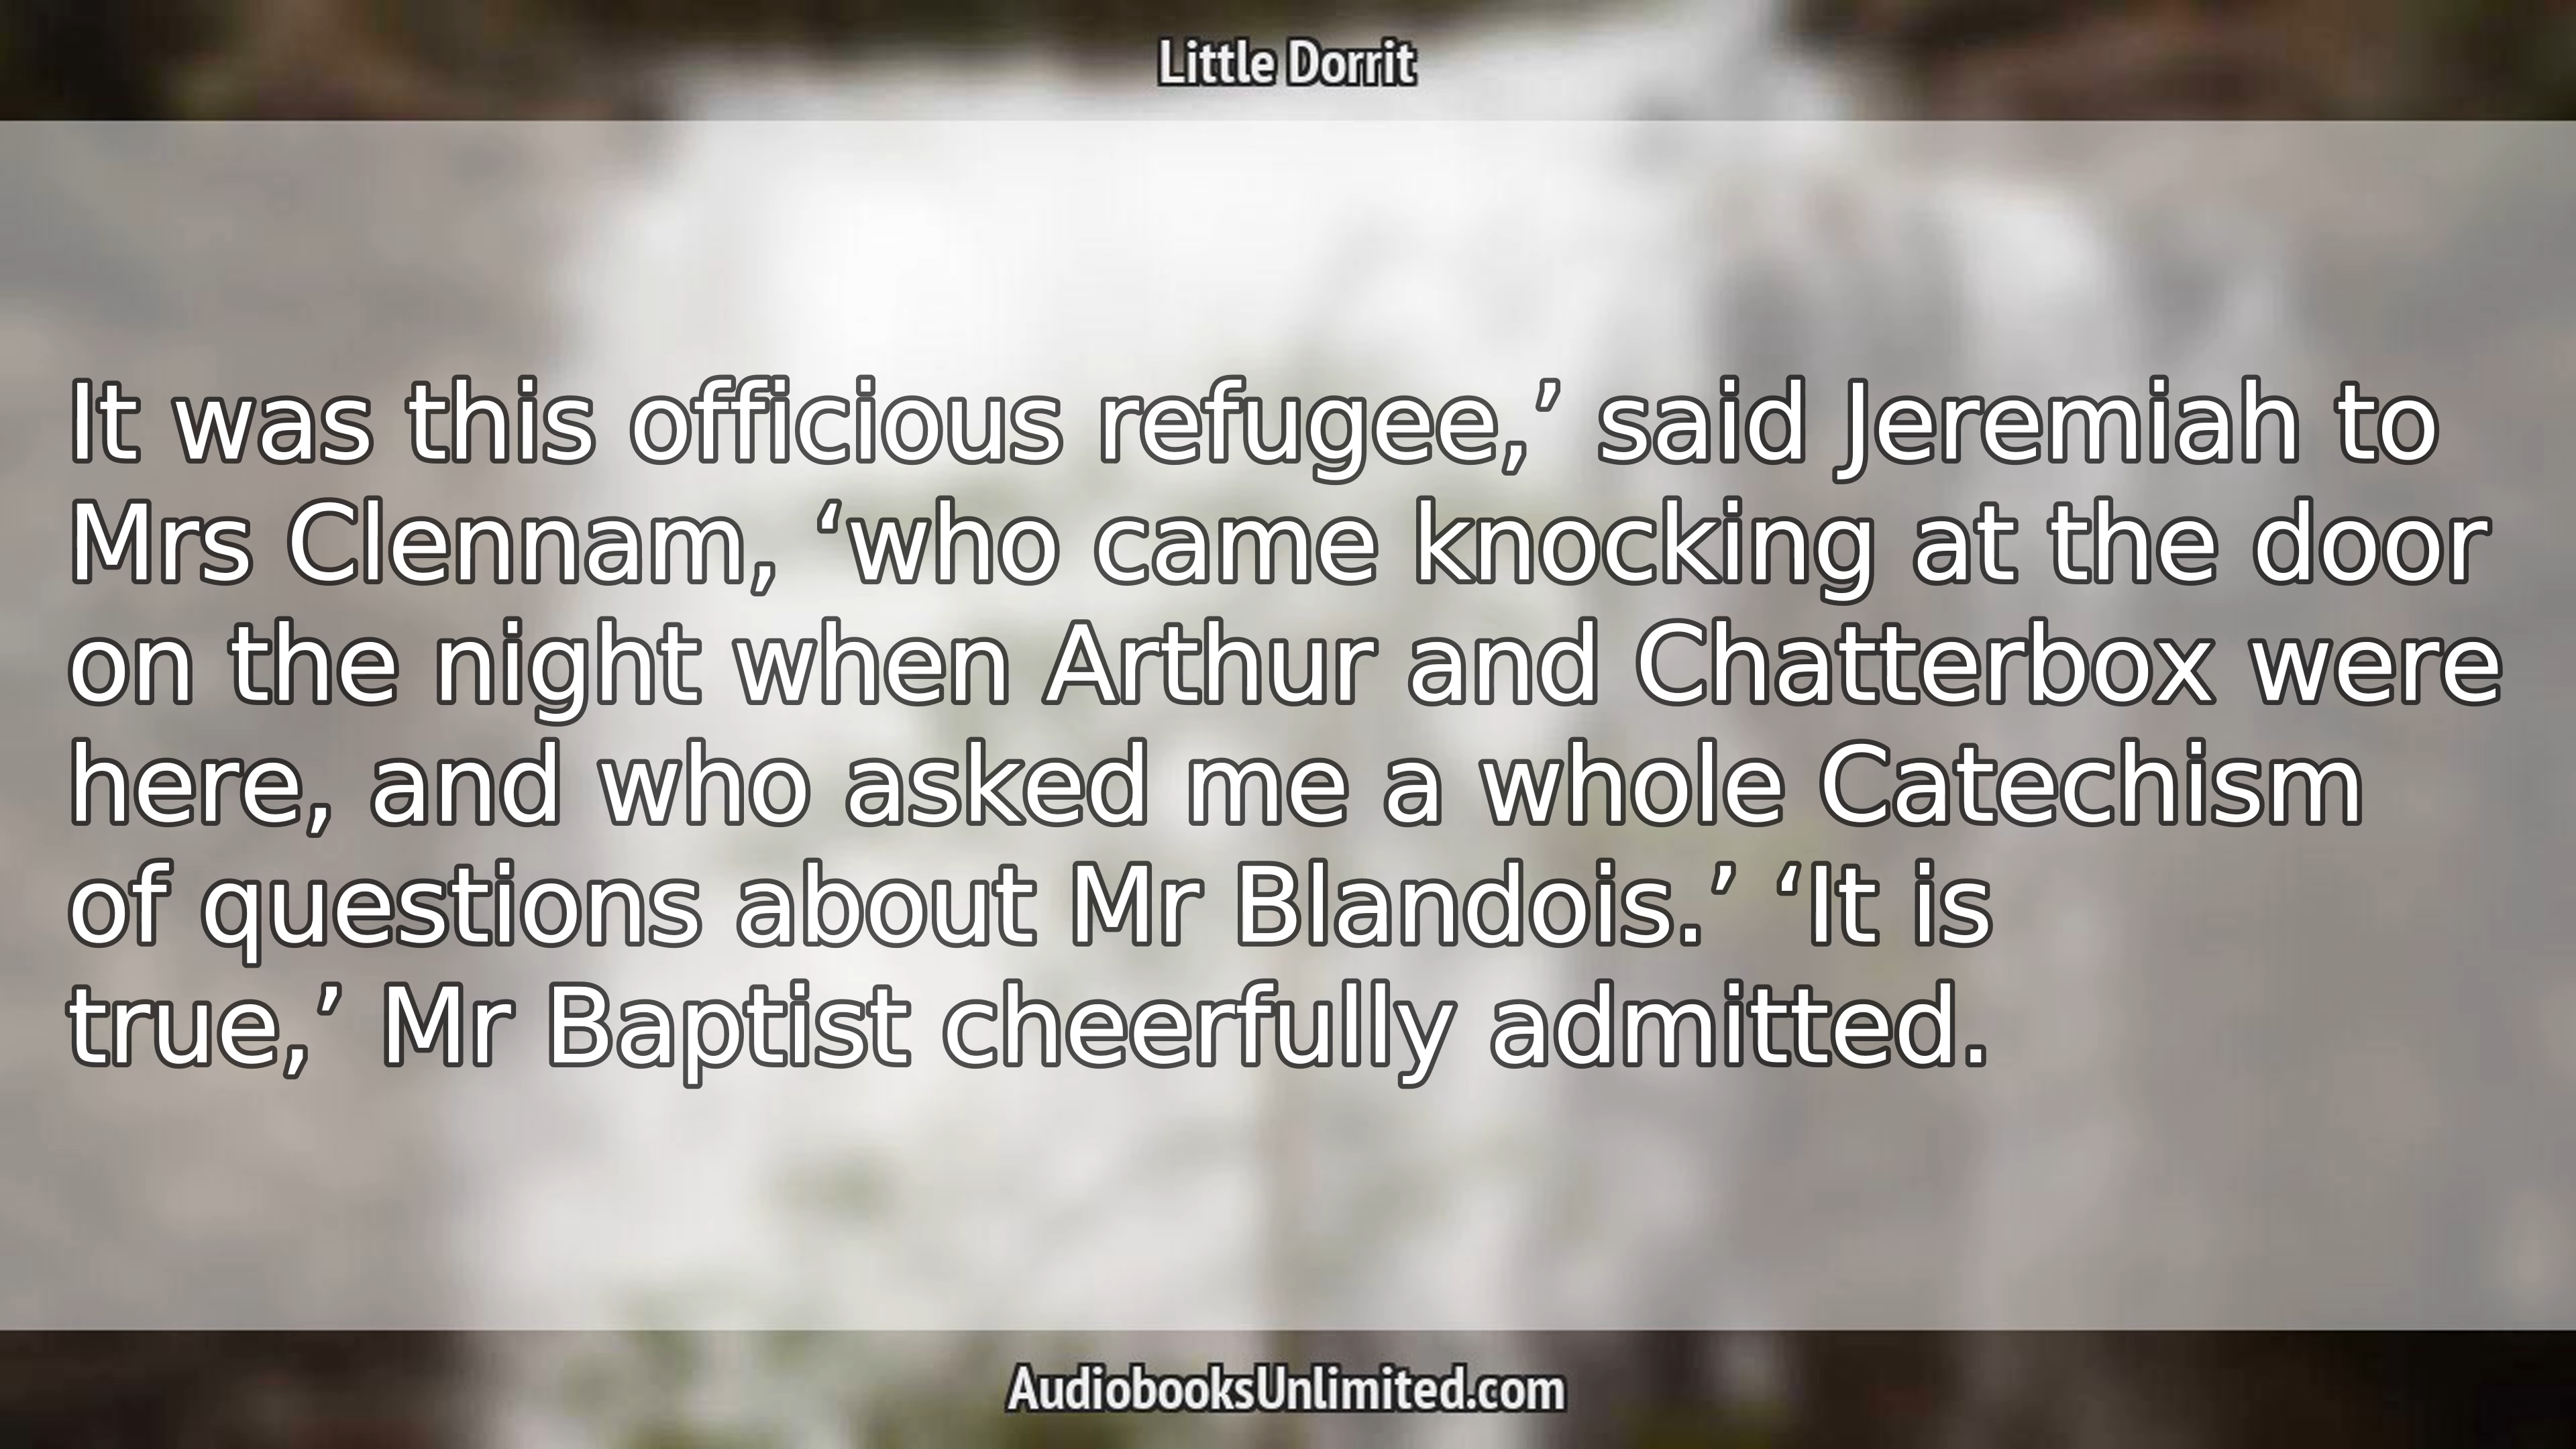 Little Dorrit
It was this officious refugee,’ said Jeremiah to
Mrs Clennam, ‘who came knocking at the door
on the night when Arthur and Chatterbox were
here, and who asked me a whole Catechism
of questions about Mr Blandois.’ ‘It is
true,’ Mr Baptist cheerfully admitted.
AudiobooksUnlimited.com